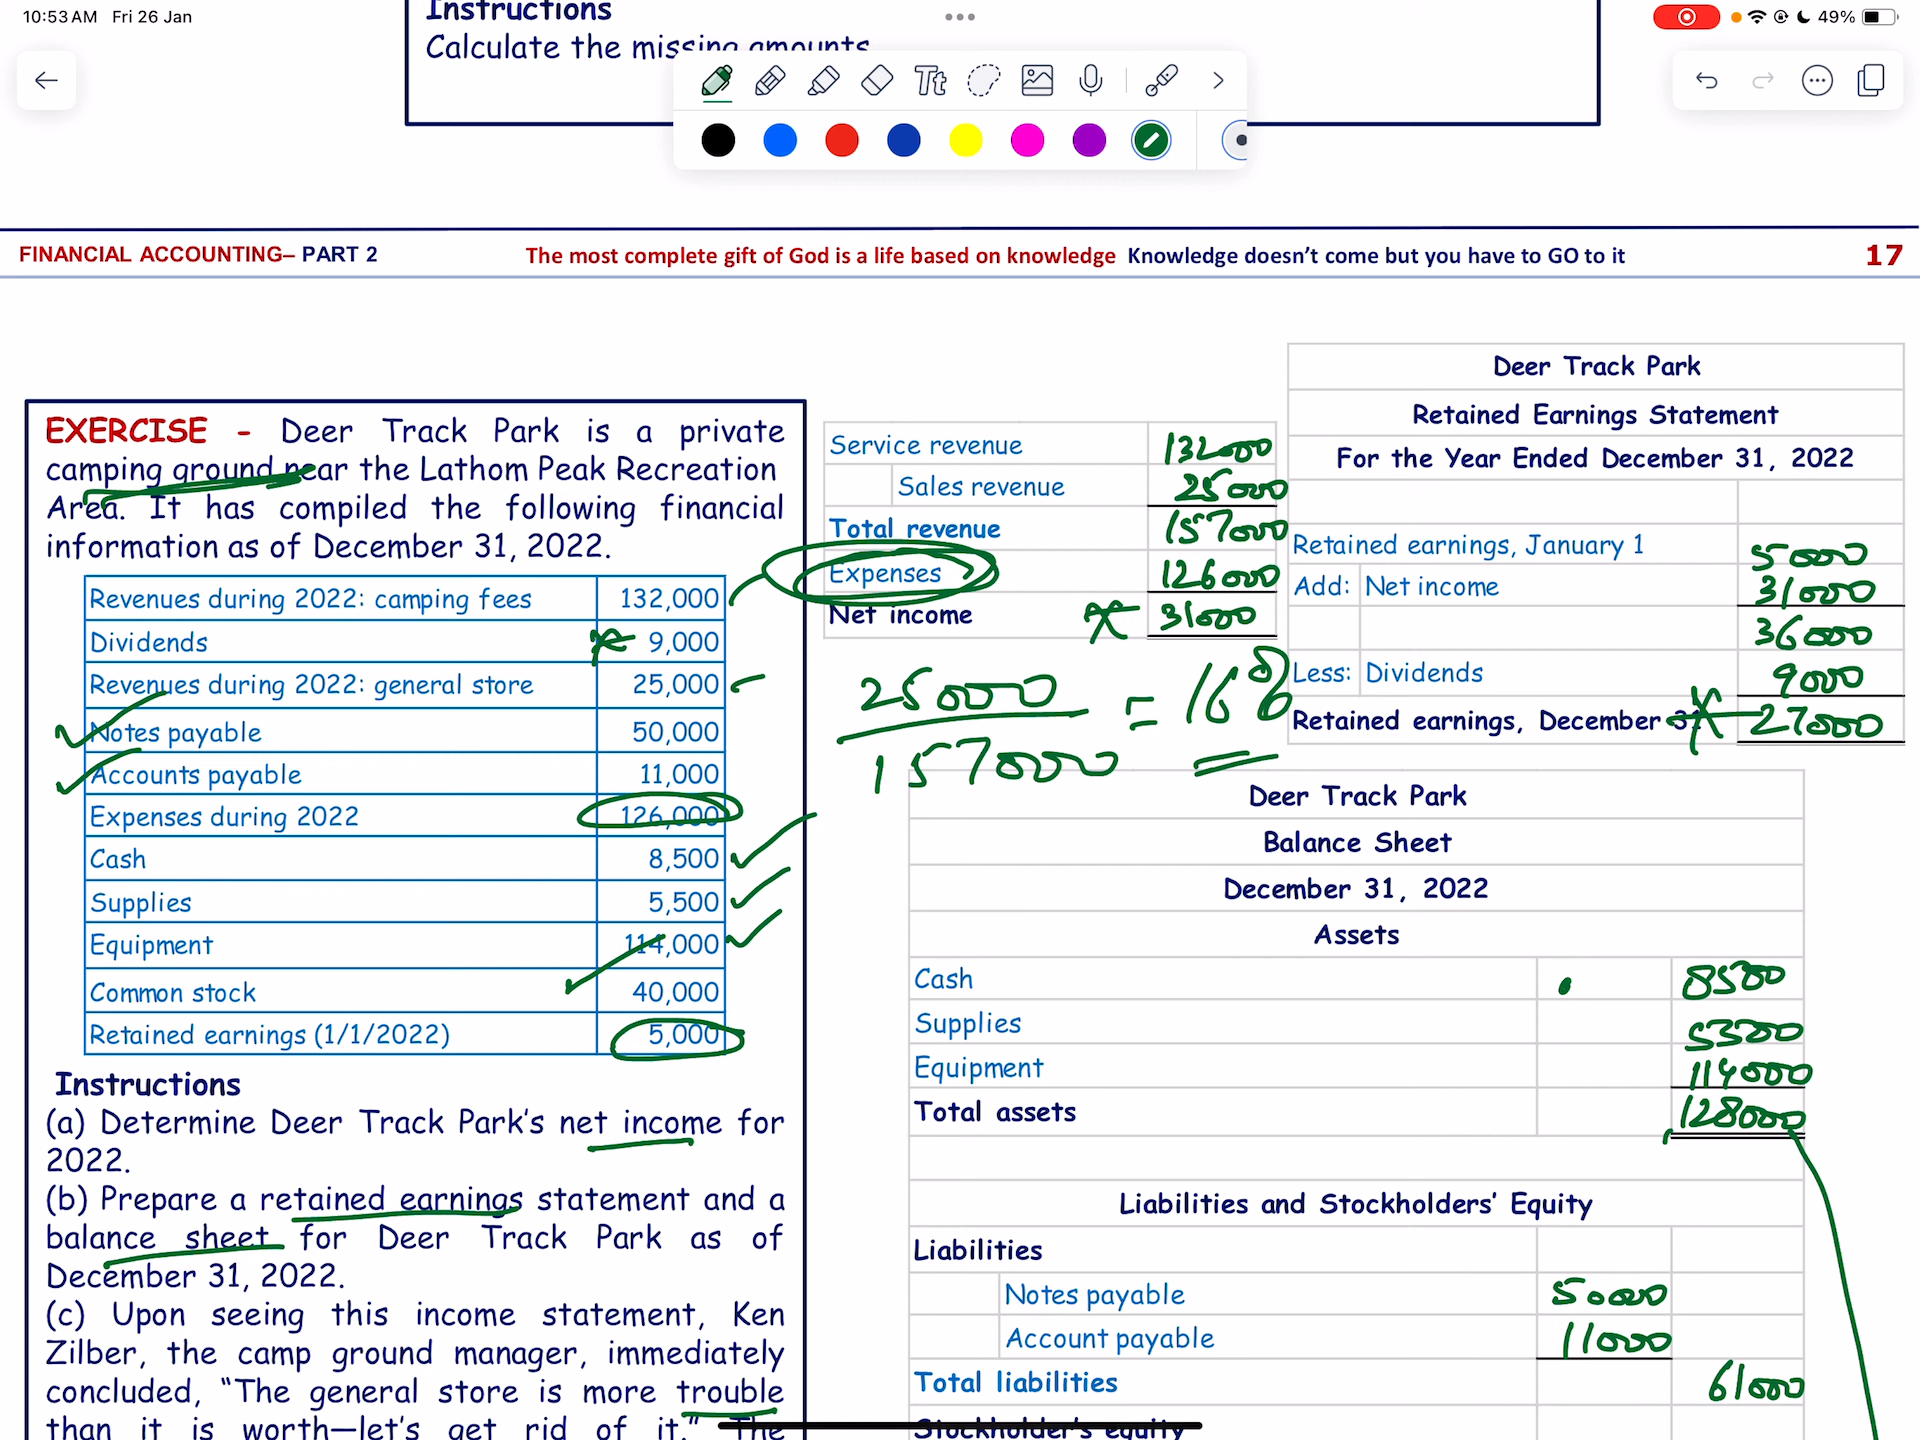 10:53 AM Fri 26 Jan
49%
Instructions
Calculate the missing amounts
Tt
FINANCIAL ACCOUNTING– PART 2
The most complete gift of God is a life based on knowledge Knowledge doesn't come but you have to GO to it
17
EXERCISE - Deer Track Park is a private
camping ground near the Lathom Peak Recreation
Area. It has compiled the following financial
information as of December 31, 2022.
Revenues during 2022: camping fees 132,000
Dividends 9,000
Revenues during 2022: general store 25,000
Notes payable 50,000
Accounts payable 11,000
Expenses during 2022 126,000
Cash 8,500
Supplies 5,500
Equipment 114,000
Common stock 40,000
Retained earnings (1/1/2022) 5,000
Instructions
(a) Determine Deer Track Park's net income for
2022.
(b) Prepare a retained earnings statement and a
balance sheet for Deer Track Park as of
December 31, 2022.
(c) Upon seeing this income statement, Ken
Zilber, the camp ground manager, immediately
concluded, "The general store is more trouble
than it is worth—let's get rid of it." The
Service revenue 132000
Sales revenue 25000
Total revenue 157000
Expenses 126000
Net income 31000
25000
157000
= 16%
Deer Track Park
Retained Earnings Statement
For the Year Ended December 31, 2022
Retained earnings, January 1 5000
Add: Net income 31000
36000
Less: Dividends 9000
Retained earnings, December 31 27000
Deer Track Park
Balance Sheet
December 31, 2022
Assets
Cash 8500
Supplies 5500
Equipment 114000
Total assets 128000
Liabilities and Stockholders' Equity
Liabilities
Notes payable 50000
Account payable 11000
Total liabilities 61000
Stockholder's equity